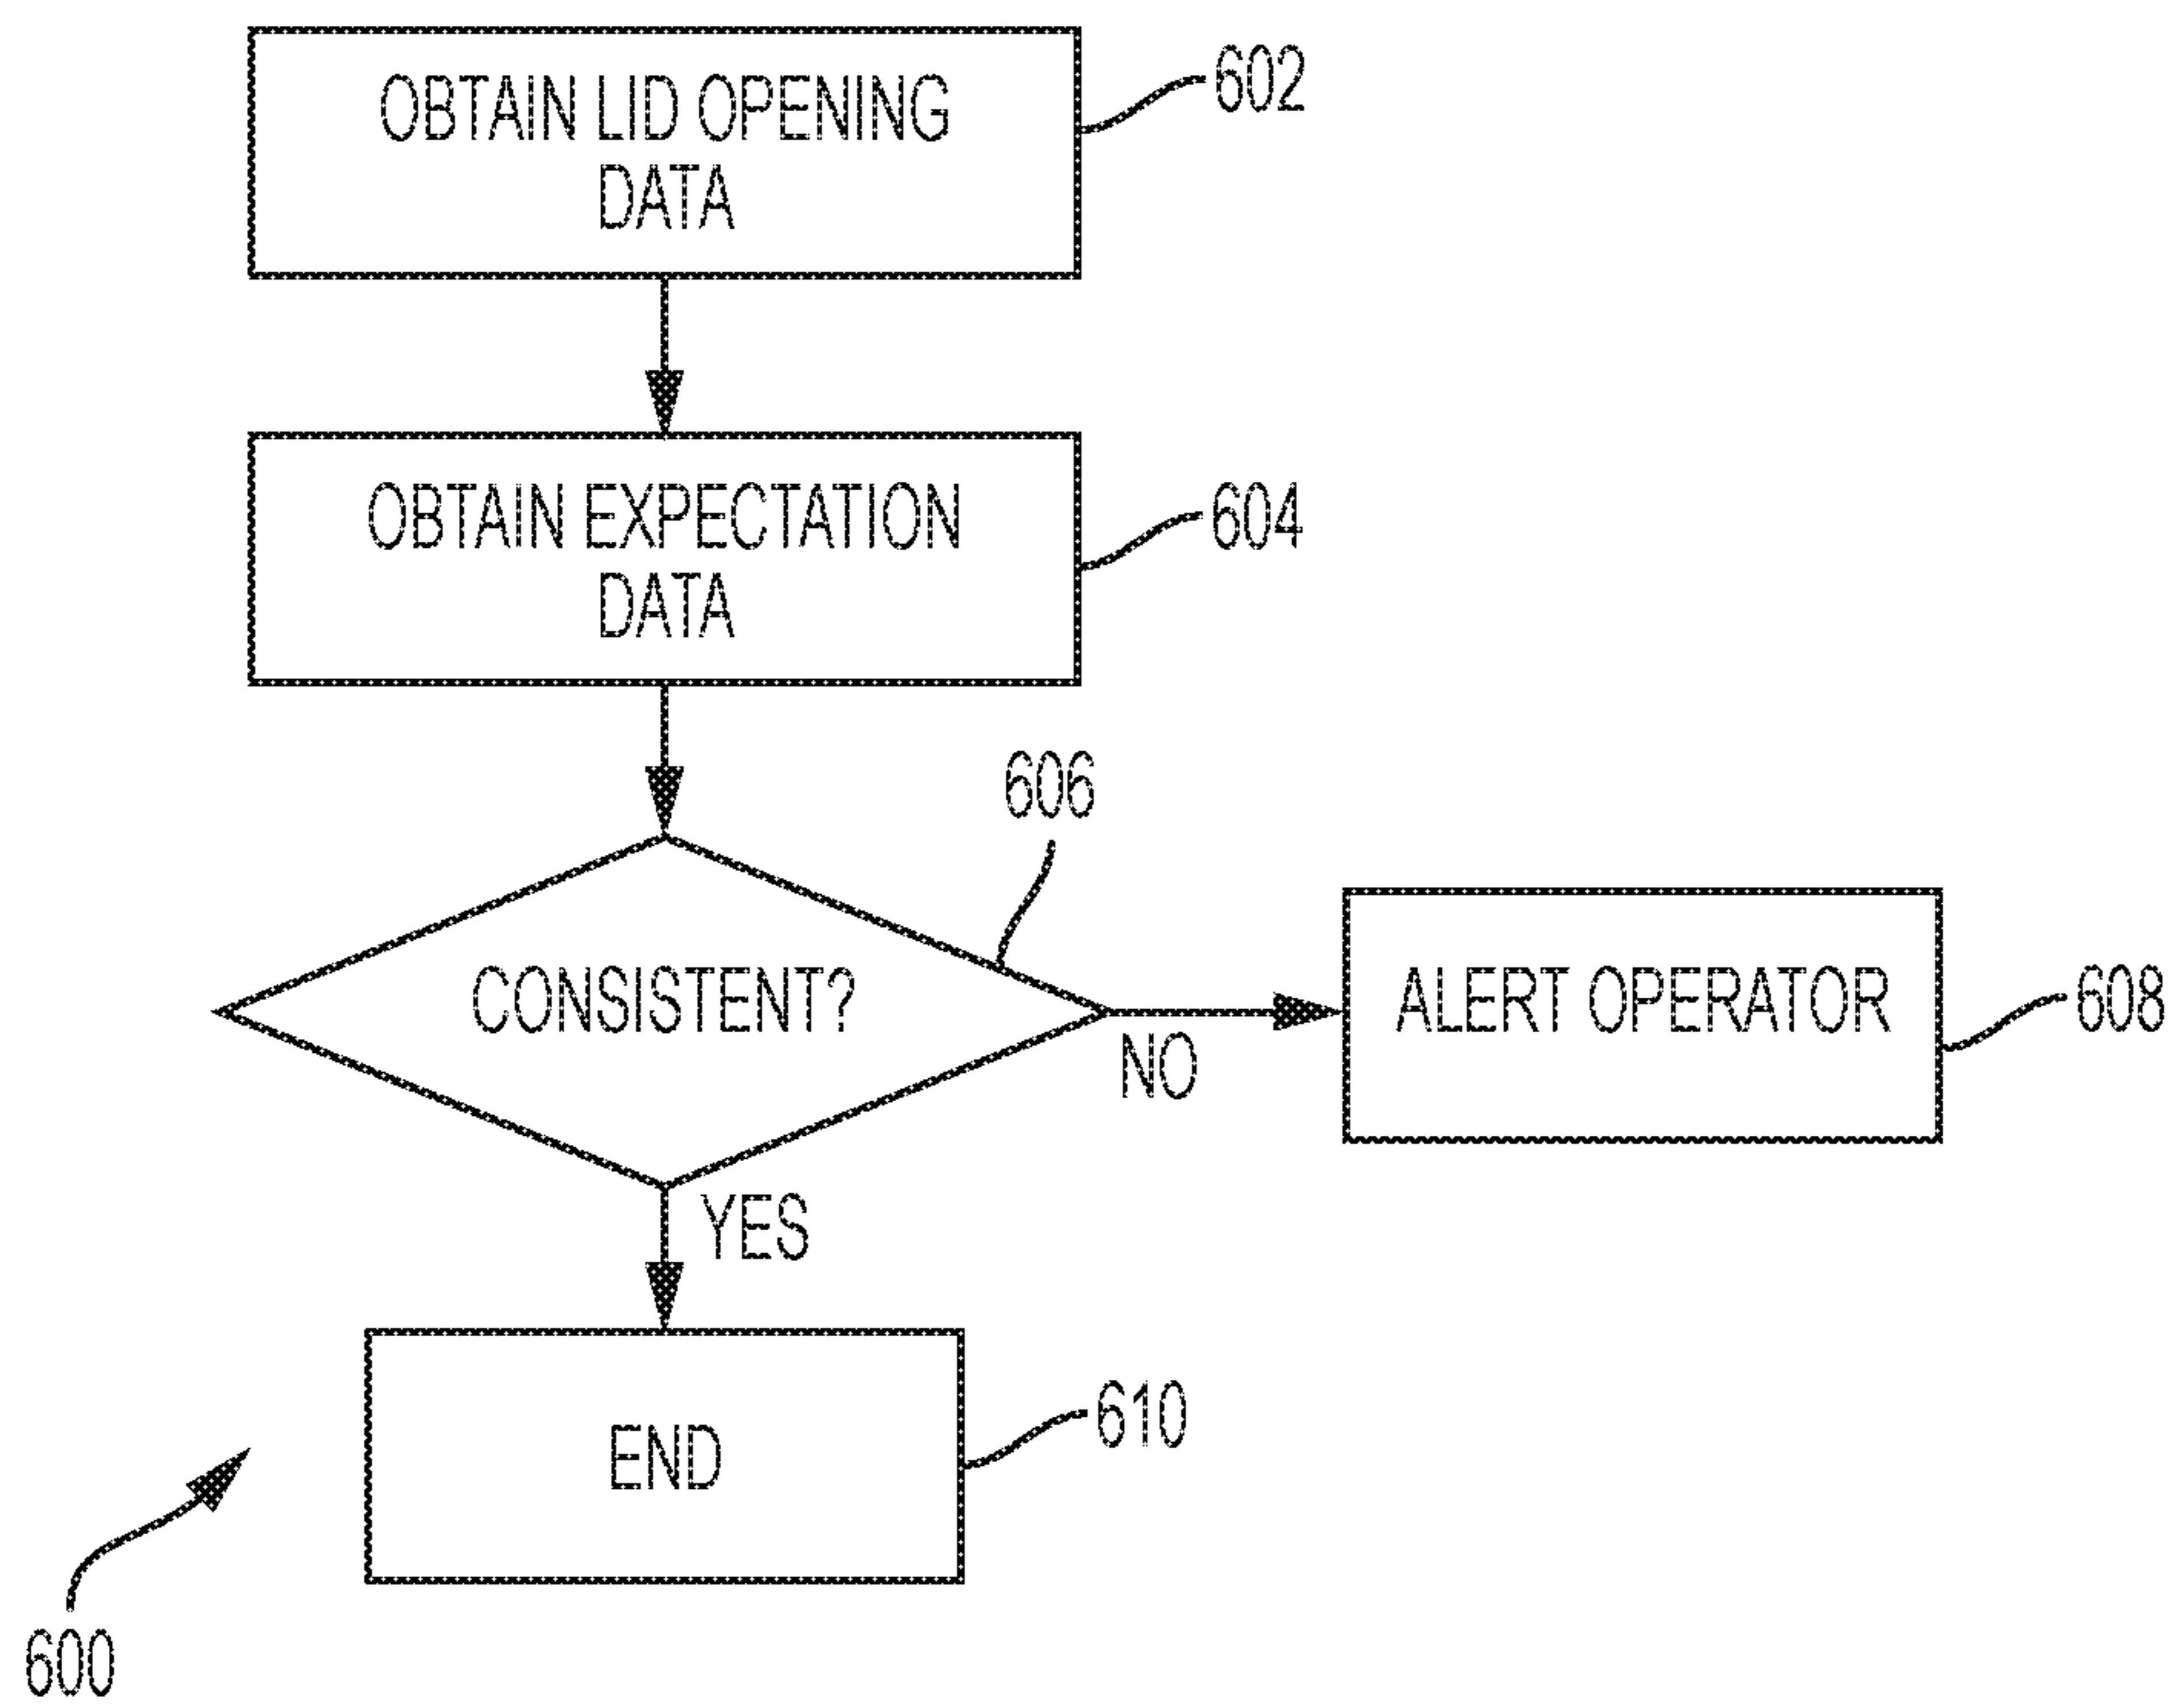 OBTAIN LID OPENING
DATA
602
OBTAIN EXPECTATION
DATA
604
606
CONSISTENT?
NO
ALERT OPERATOR
608
YES
END
610
600